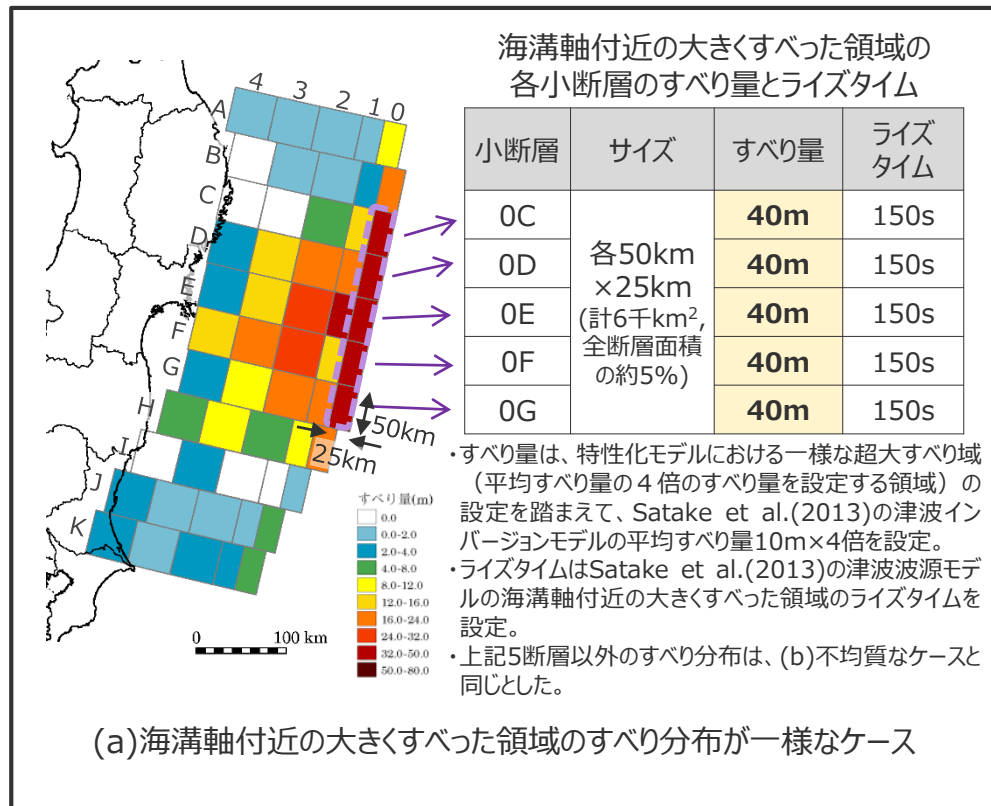 海溝軸付近の大きくすべった領域の
各小断層のすべり量とライズタイム
4 3 2 1 0
A
B
C
D
E
F
G
H
I
J
K
50km
25km
すべり量(m)
0.0
0.0-2.0
2.0-4.0
4.0-8.0
8.0-12.0
12.0-16.0
16.0-24.0
24.0-32.0
32.0-50.0
50.0-80.0
0 100 km
小断層 サイズ すべり量 ライズ
タイム
0C 40m 150s
0D 40m 150s
0E 40m 150s
0F 40m 150s
0G 40m 150s
各50km
×25km
(計6千km²,
全断層面積
の約5%)
・すべり量は、特性化モデルにおける一様な超大すべり域
（平均すべり量の４倍のすべり量を設定する領域）の
設定を踏まえて、Satake et al.(2013)の津波イン
バージョンモデルの平均すべり量10m×4倍を設定。
・ライズタイムはSatake et al.(2013)の津波波源モデ
ルの海溝軸付近の大きくすべった領域のライズタイムを
設定。
・上記5断層以外のすべり分布は、(b)不均質なケースと
同じとした。
(a)海溝軸付近の大きくすべった領域のすべり分布が一様なケース